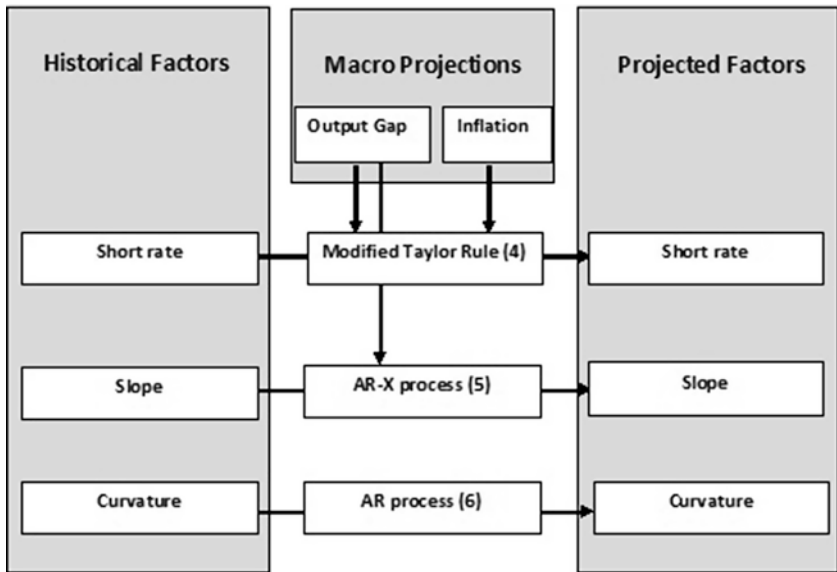 Historical Factors
Macro Projections
Projected Factors
Output Gap
Inflation
Short rate
Modified Taylor Rule (4)
Short rate
Slope
AR-X process (5)
Slope
Curvature
AR process (6)
Curvature